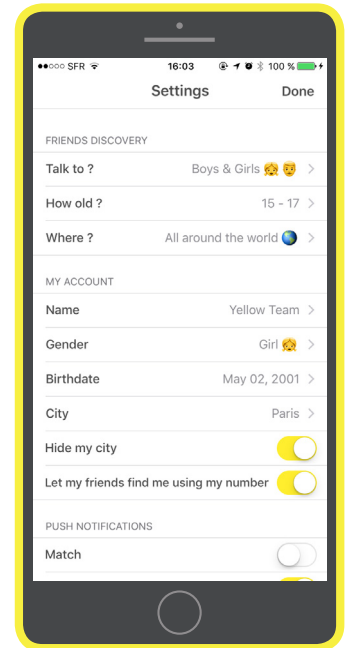 SFR 16:03 100 %
Settings Done
FRIENDS DISCOVERY
Talk to ? Boys & Girls 👧 👨
How old ? 15 - 17
Where ? All around the world 🌎
MY ACCOUNT
Name Yellow Team
Gender Girl 👧
Birthdate May 02, 2001
City Paris
Hide my city
Let my friends find me using my number
PUSH NOTIFICATIONS
Match